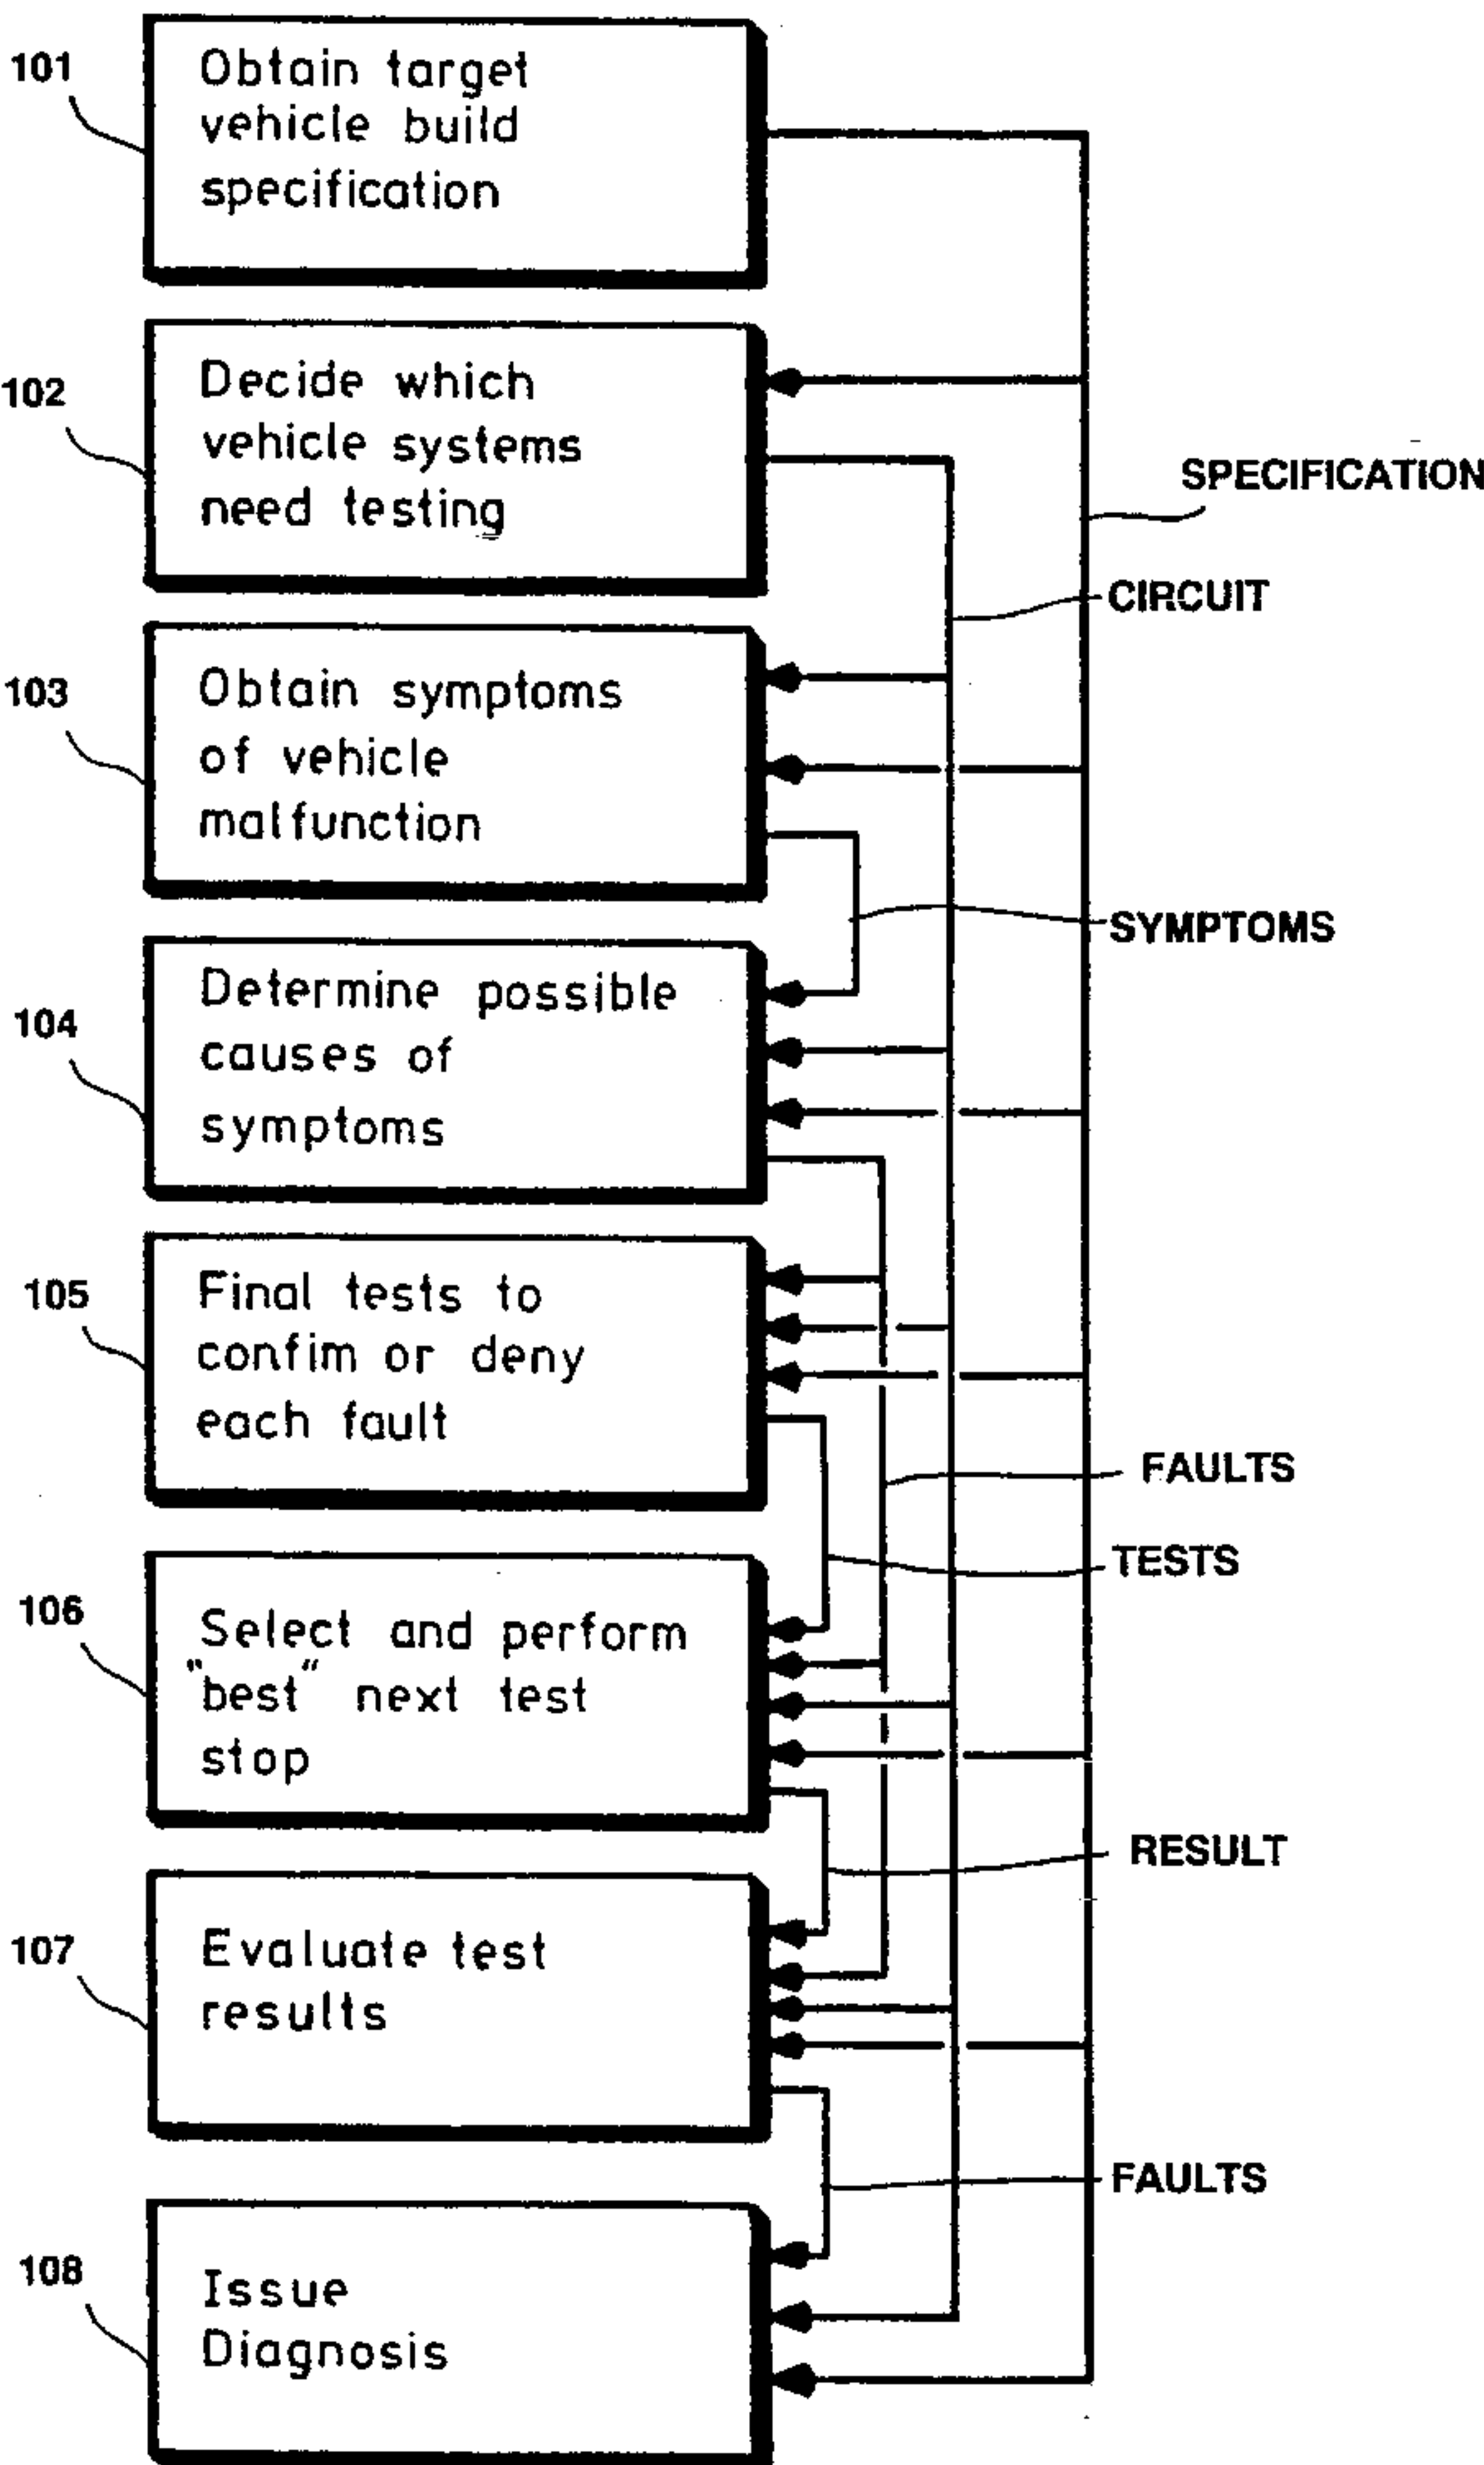 101
Obtain target
vehicle build
specification
102
Decide which
vehicle systems
need testing
SPECIFICATION
CIRCUIT
103
Obtain symptoms
of vehicle
malfunction
SYMPTOMS
104
Determine possible
causes of
symptoms
105
Final tests to
confim or deny
each fault
FAULTS
TESTS
106
Select and perform
"best" next test
stop
RESULT
107
Evaluate test
results
FAULTS
108
Issue
Diagnosis